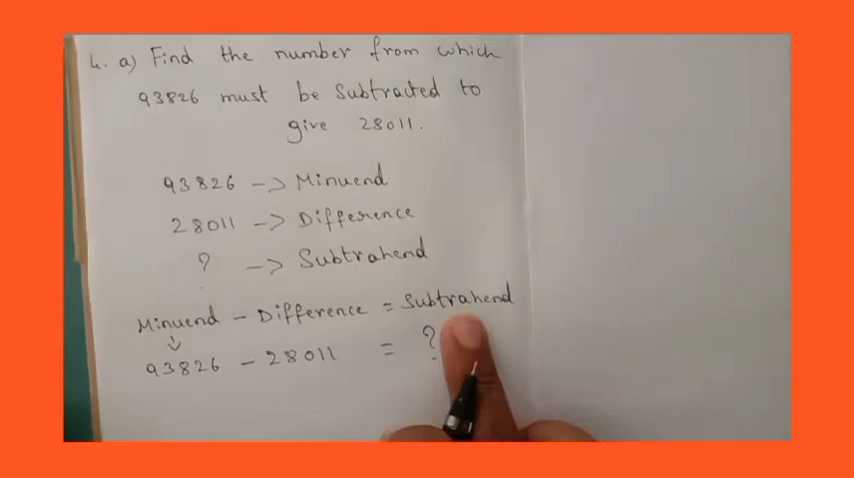 4. a) Find the number from which
93826 must be Subtracted to
give 28011.
93826 -> Minuend
28011 -> Difference
? -> Subtrahend
Minuend - Difference = Subtrahend
↓
93826 - 28011 = ?